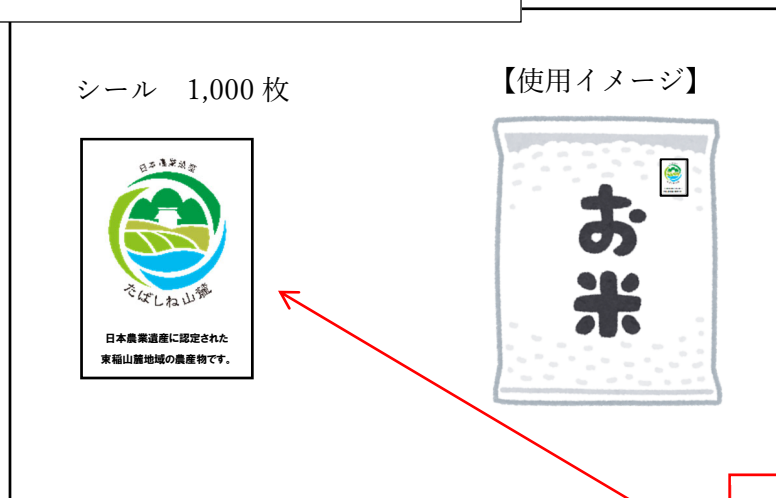 シール　1,000 枚
【使用イメージ】
日本農業遺産
たばしね山麓
日本農業遺産に認定された
東稲山麓地域の農産物です。
お米